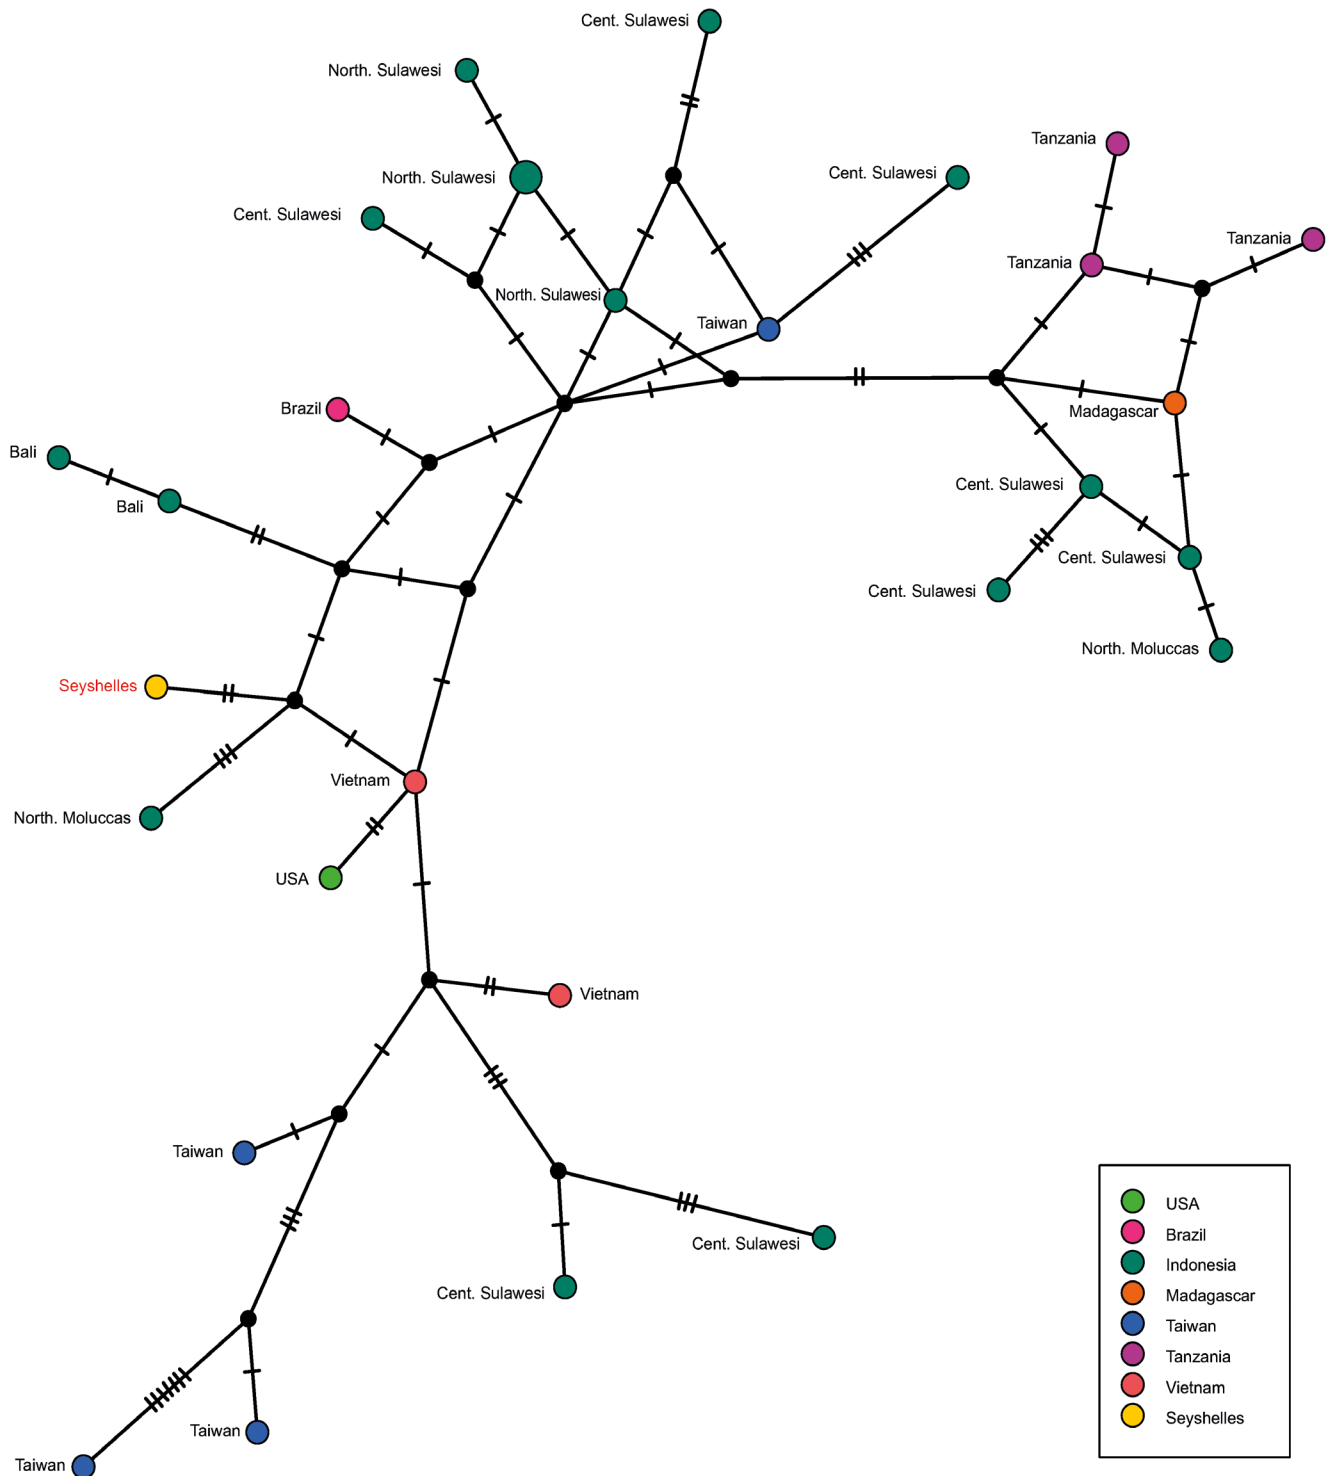 Cent. Sulawesi
North. Sulawesi
Tanzania
North. Sulawesi
Cent. Sulawesi
Cent. Sulawesi
Tanzania
Tanzania
North. Sulawesi
Taiwan
Brazil
Madagascar
Bali
Bali
Cent. Sulawesi
Cent. Sulawesi
Cent. Sulawesi
North. Moluccas
Seyshelles
Vietnam
North. Moluccas
USA
Vietnam
Taiwan
Cent. Sulawesi
Cent. Sulawesi
Taiwan
Taiwan
USA
Brazil
Indonesia
Madagascar
Taiwan
Tanzania
Vietnam
Seyshelles